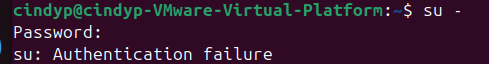 cindyp@cindyp-VMware-Virtual-Platform:~$ su -
Password:
su: Authentication failure